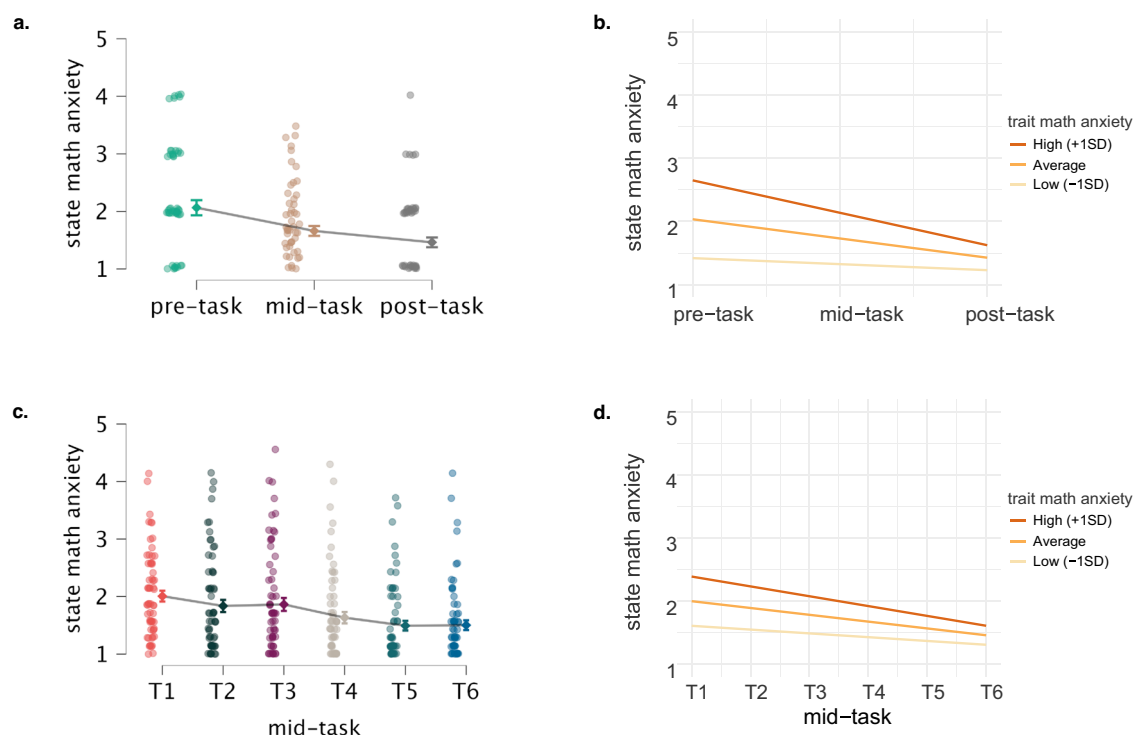 a.
state math anxiety
5
4
3
2
1
pre-task
mid-task
post-task
b.
state math anxiety
5
4
3
2
1
pre-task
mid-task
post-task
trait math anxiety
High (+1SD)
Average
Low (−1SD)
c.
state math anxiety
5
4
3
2
1
T1
T2
T3
T4
T5
T6
mid-task
d.
state math anxiety
5
4
3
2
1
T1
T2
T3
T4
T5
T6
mid−task
trait math anxiety
High (+1SD)
Average
Low (−1SD)